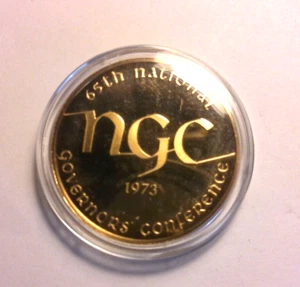 65th national
ngc
1973
governors' conference